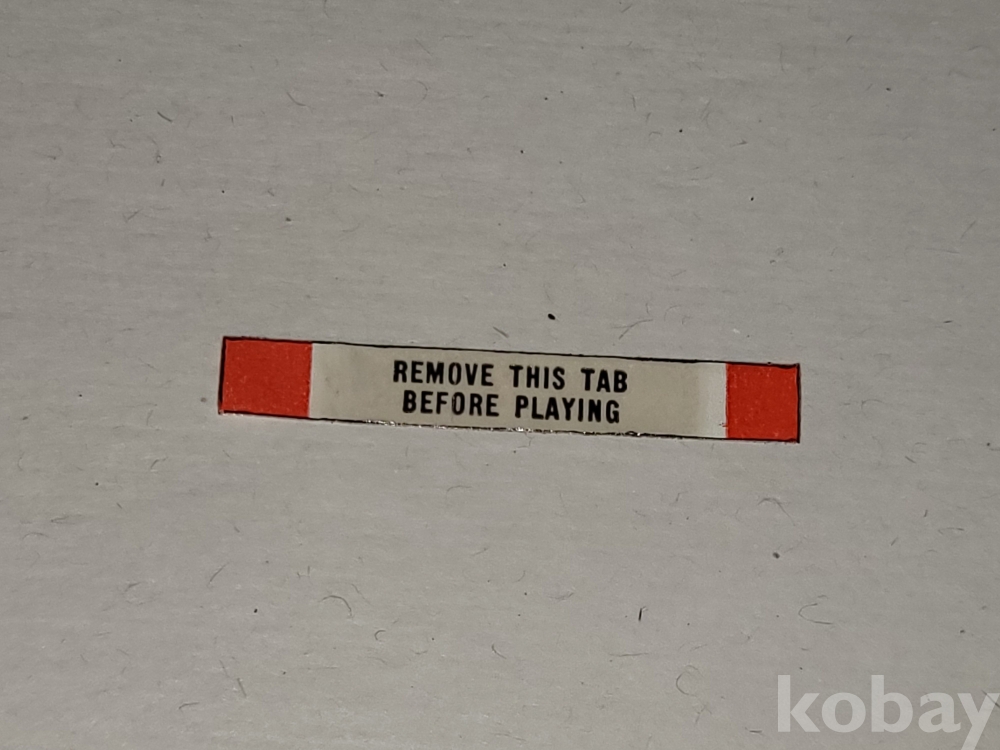 REMOVE THIS TAB
BEFORE PLAYING
kobay